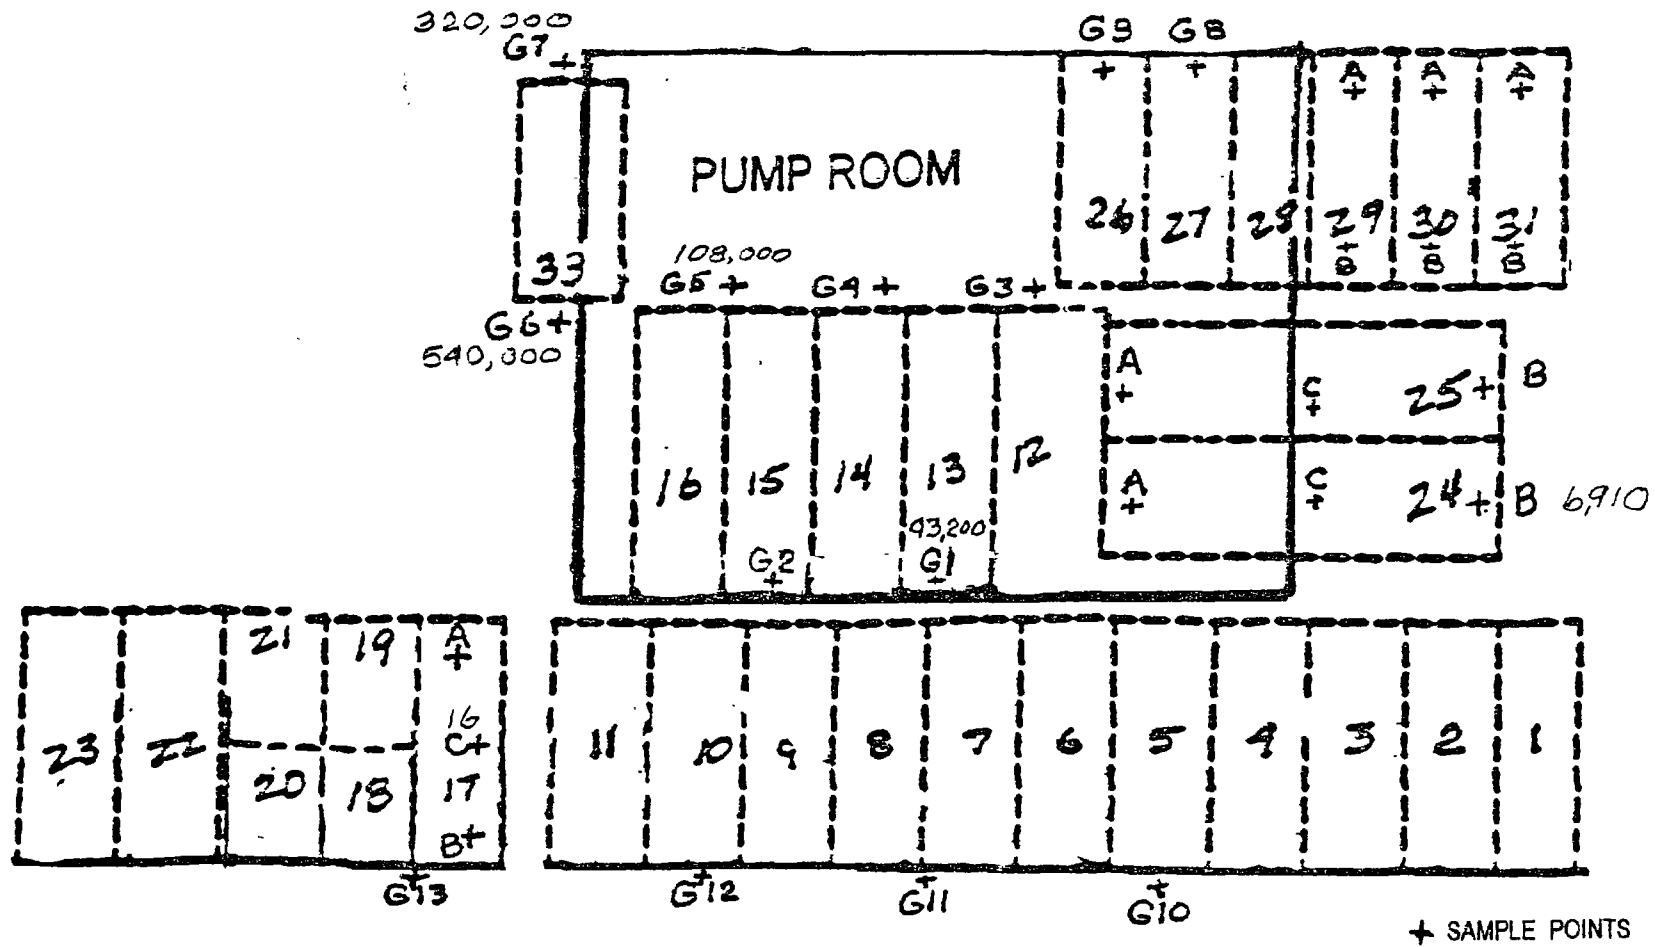 320,000
G7
G9 G8
A A A
PUMP ROOM
26 27 28 29 30 31
B B B
33
108,000
G5 G4 G3
G6
540,000
A C 25 B
16 15 14 13 12
A C 24 B 6,910
93,200
G2 G1
21 19 A
16
C
23 22 11 10 9 8 7 6 5 4 3 2 1
20 18 17
B
G13 G12 G11 G10
+ SAMPLE POINTS